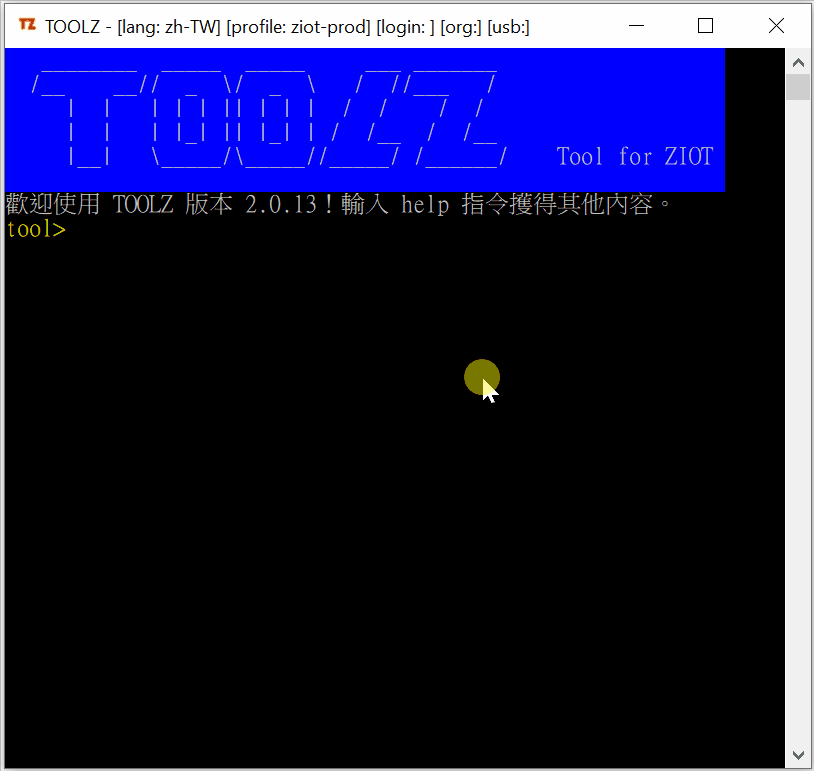 TZ TOOLZ - [lang: zh-TW] [profile: ziot-prod] [login: ] [org:] [usb:]
TOOLZ
Tool for ZIOT
歡迎使用 TOOLZ 版本 2.0.13！輸入 help 指令獲得其他內容。
tool>